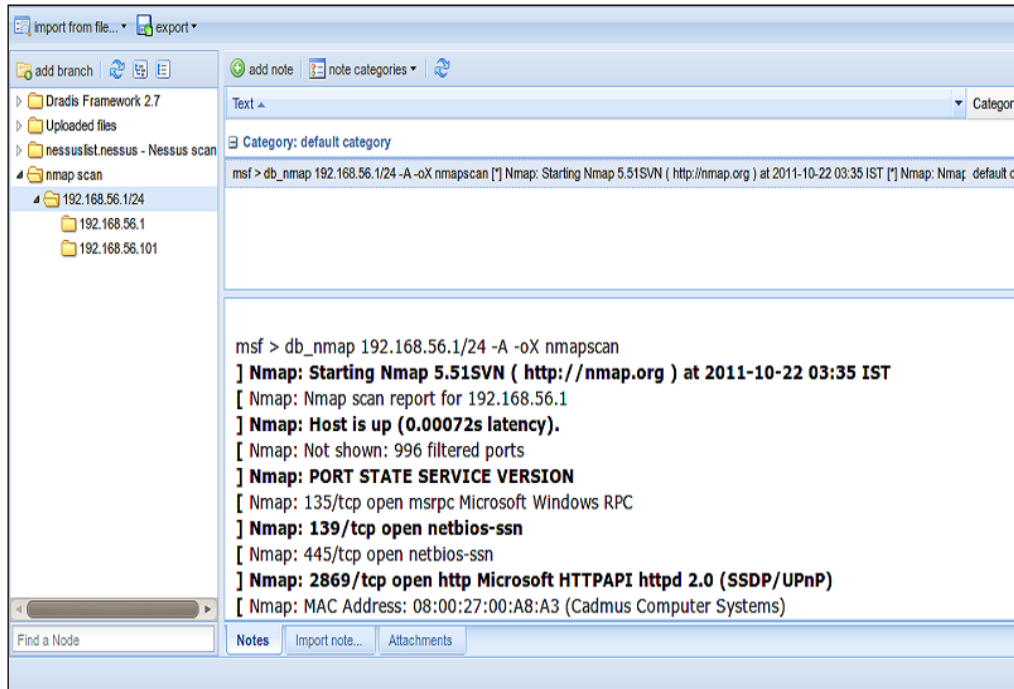 import from file... export
add branch
Dradis Framework 2.7
Uploaded files
nessuslist.nessus - Nessus scan
nmap scan
192.168.56.1/24
192.168.56.1
192.168.56.101
Find a Node
add note note categories
Text Categor
Category: default category
msf > db_nmap 192.168.56.1/24 -A -oX nmapscan [*] Nmap: Starting Nmap 5.51SVN ( http://nmap.org ) at 2011-10-22 03:35 IST [*] Nmap: Nmap default c
msf > db_nmap 192.168.56.1/24 -A -oX nmapscan
] Nmap: Starting Nmap 5.51SVN ( http://nmap.org ) at 2011-10-22 03:35 IST
[ Nmap: Nmap scan report for 192.168.56.1
] Nmap: Host is up (0.00072s latency).
[ Nmap: Not shown: 996 filtered ports
] Nmap: PORT STATE SERVICE VERSION
[ Nmap: 135/tcp open msrpc Microsoft Windows RPC
] Nmap: 139/tcp open netbios-ssn
[ Nmap: 445/tcp open netbios-ssn
] Nmap: 2869/tcp open http Microsoft HTTPAPI httpd 2.0 (SSDP/UPnP)
[ Nmap: MAC Address: 08:00:27:00:A8:A3 (Cadmus Computer Systems)
Notes Import note... Attachments